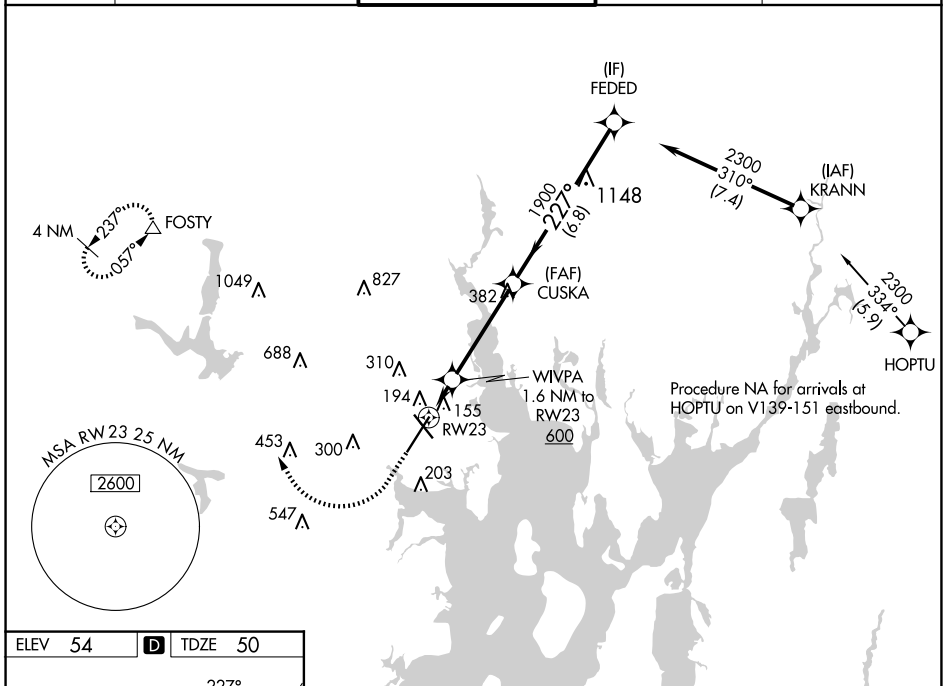 (IF)
FEDED
2300
310°
(7.4)
(IAF)
KRANN
1148
1900
227°
(6.8)
4 NM
237°
057°
FOSTY
2300
334°
(5.9)
HOPTU
1049
827
382
(FAF)
CUSKA
688
310
WIVPA
1.6 NM to
RW23
600
194
155
RW23
Procedure NA for arrivals at
HOPTU on V139-151 eastbound.
453
300
203
547
MSA RW23 25 NM
2600
ELEV 54
D
TDZE 50
227°